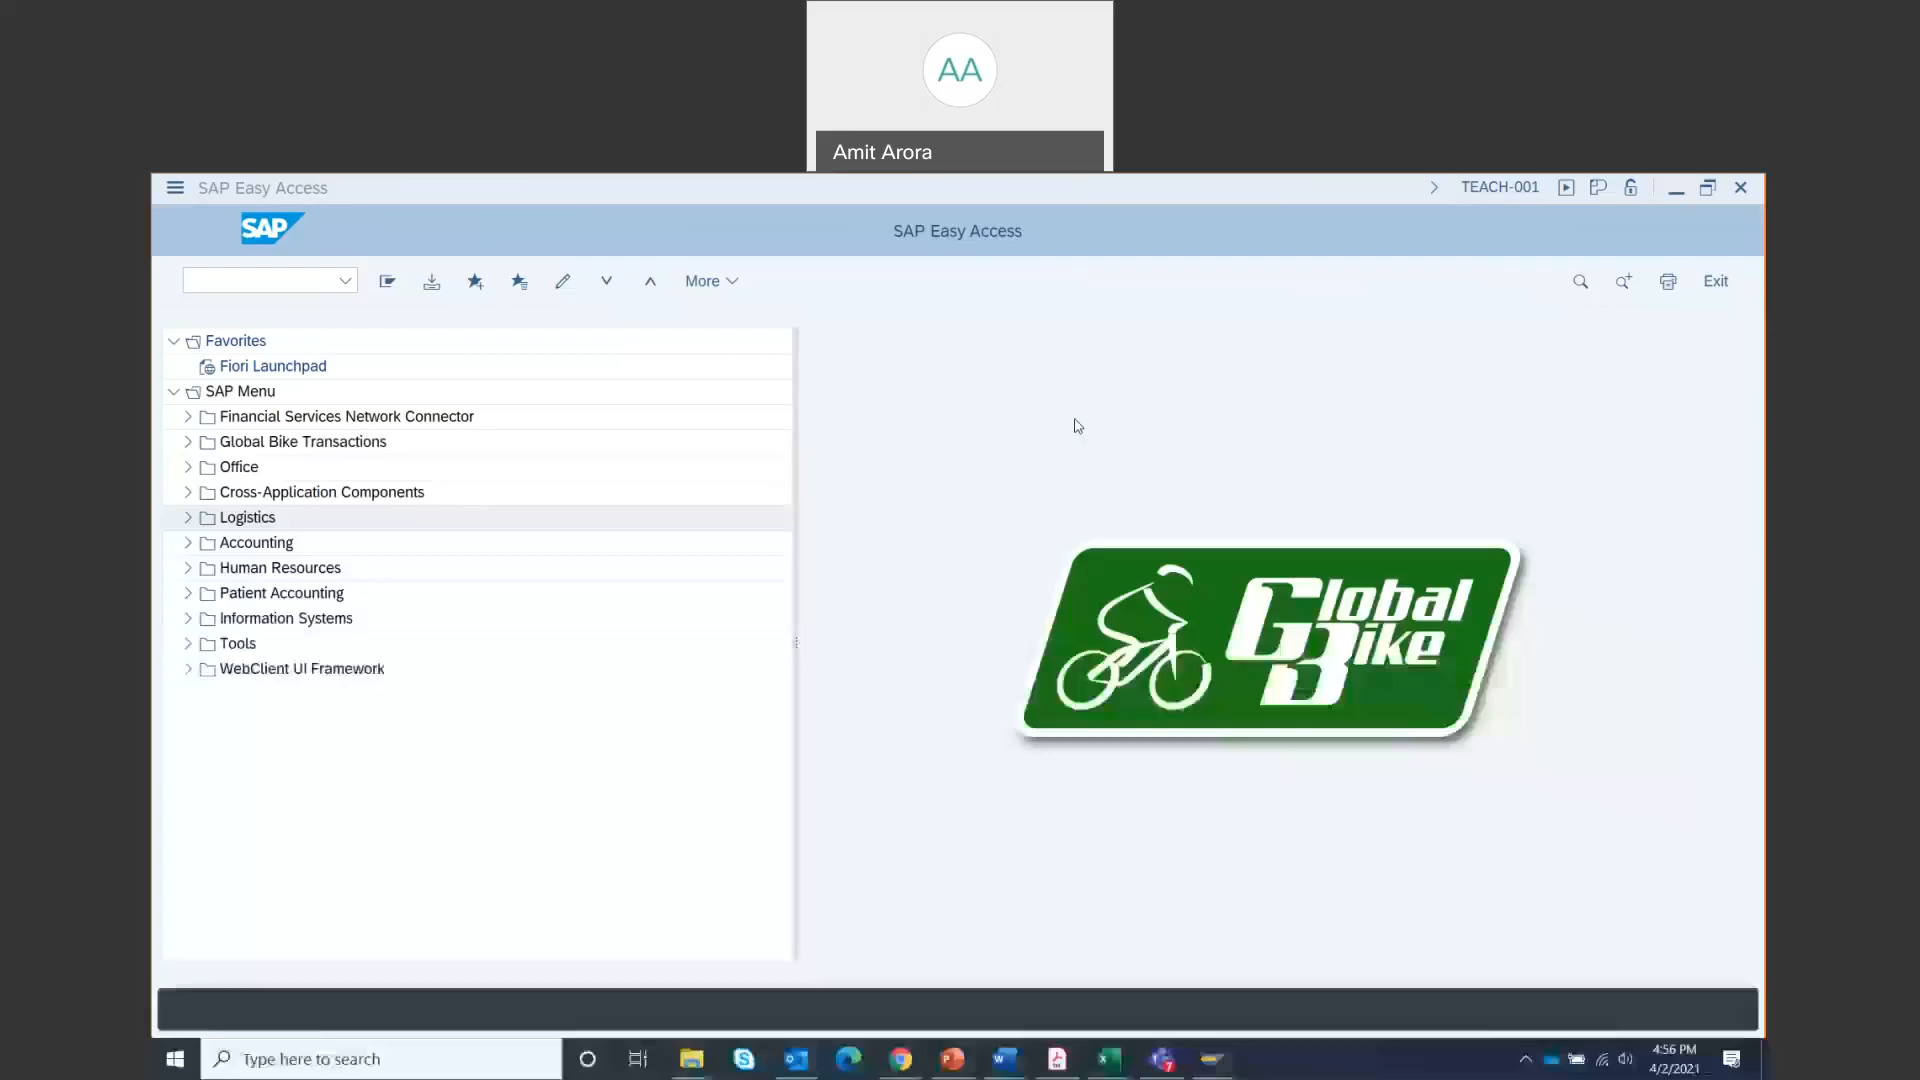 AA
Amit Arora
SAP Easy Access
TEACH-001
SAP
SAP Easy Access
More
Exit
Favorites
Fiori Launchpad
SAP Menu
Financial Services Network Connector
Global Bike Transactions
Office
Cross-Application Components
Logistics
Accounting
Human Resources
Patient Accounting
Information Systems
Tools
WebClient UI Framework
Global
Bike
Type here to search
7
4:56 PM
4/2/2021